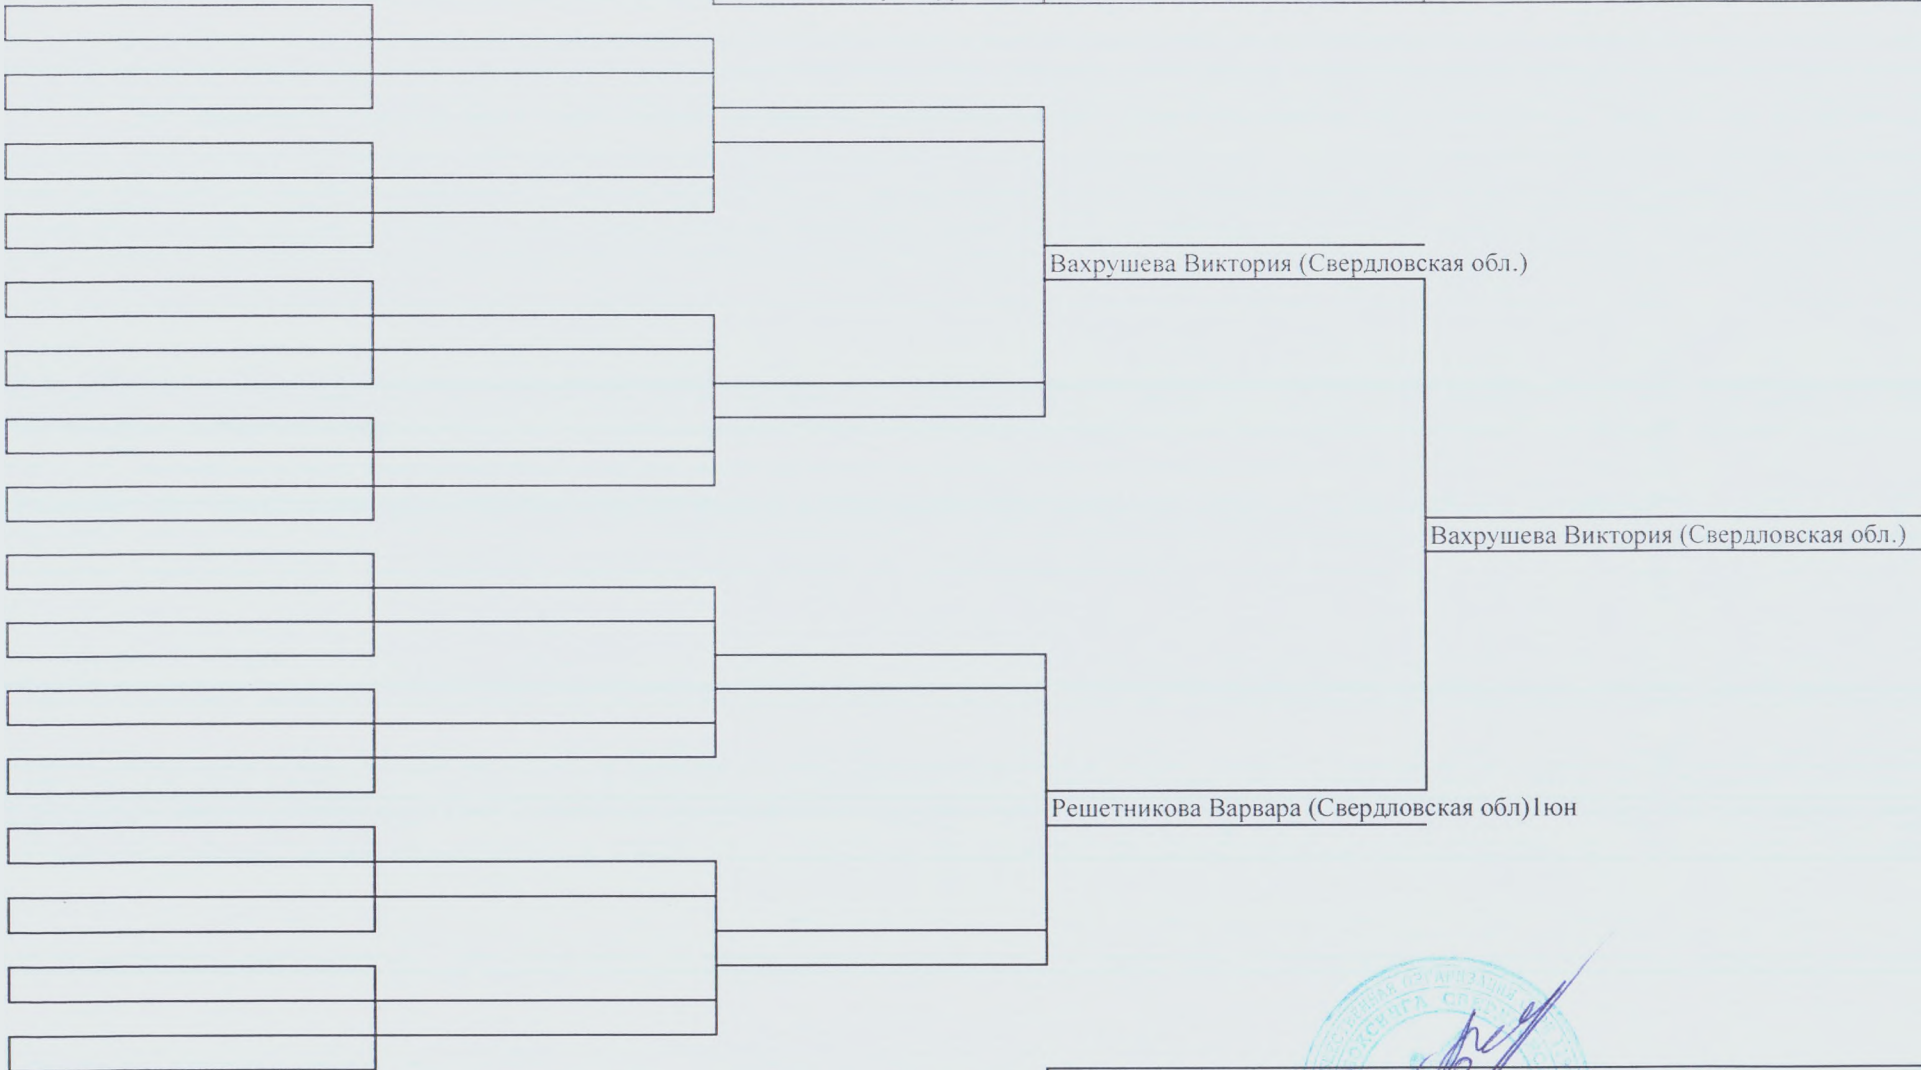 Вахрушева Виктория (Свердловская обл.)
Вахрушева Виктория (Свердловская обл.)
Решетникова Варвара (Свердловская обл)1юн